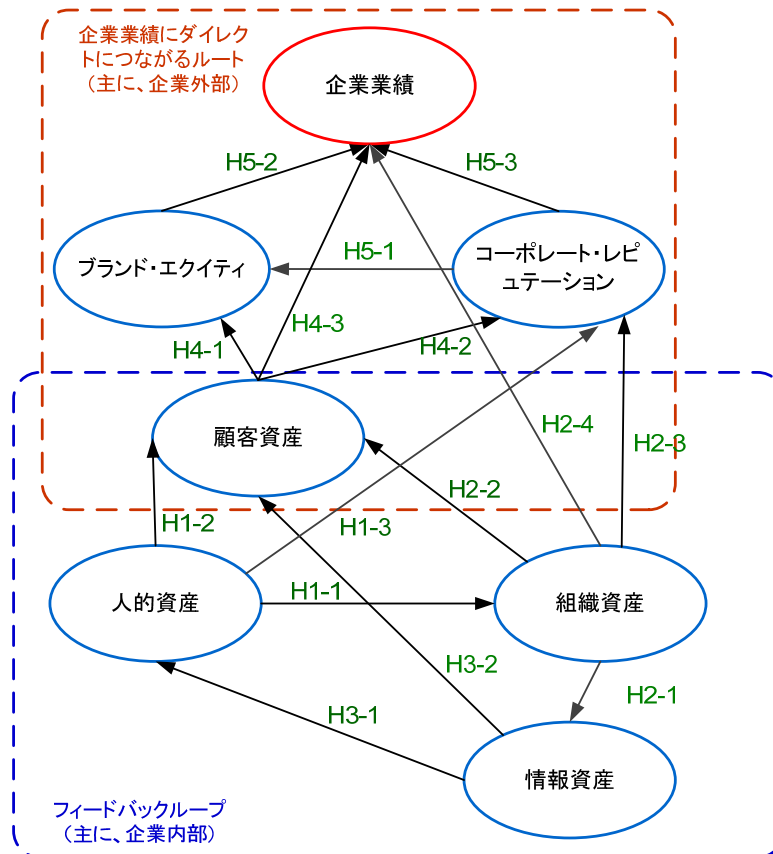 企業業績にダイレク
トにつながるルート
（主に、企業外部）
企業業績
H5-2
H5-3
ブランド・エクイティ
H5-1
コーポレート・レピ
ュテーション
H4-1
H4-3
H4-2
顧客資産
H2-4
H2-3
H2-2
H1-2
H1-3
人的資産
H1-1
組織資産
H3-2
H2-1
H3-1
情報資産
フィードバックループ
（主に、企業内部）